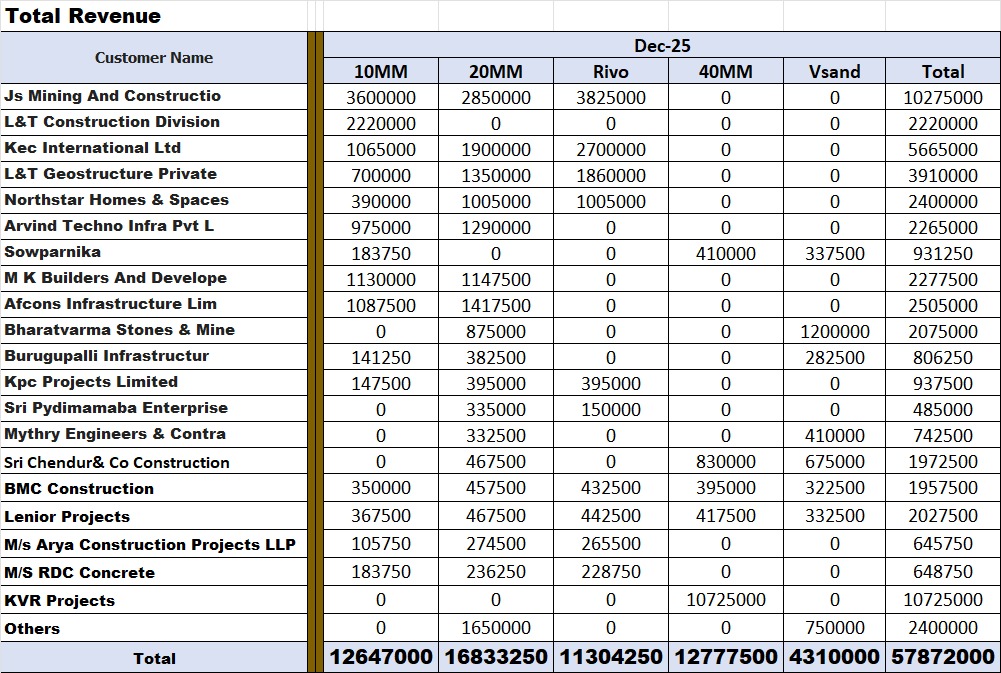 Total Revenue
Customer Name Dec-25
10MM 20MM Rivo 40MM Vsand Total
Js Mining And Constructio 3600000 2850000 3825000 0 0 10275000
L&T Construction Division 2220000 0 0 0 0 2220000
Kec International Ltd 1065000 1900000 2700000 0 0 5665000
L&T Geostructure Private 700000 1350000 1860000 0 0 3910000
Northstar Homes & Spaces 390000 1005000 1005000 0 0 2400000
Arvind Techno Infra Pvt L 975000 1290000 0 0 0 2265000
Sowparnika 183750 0 0 410000 337500 931250
M K Builders And Develope 1130000 1147500 0 0 0 2277500
Afcons Infrastructure Lim 1087500 1417500 0 0 0 2505000
Bharatvarma Stones & Mine 0 875000 0 0 1200000 2075000
Burugupalli Infrastructur 141250 382500 0 0 282500 806250
Kpc Projects Limited 147500 395000 395000 0 0 937500
Sri Pydimamaba Enterprise 0 335000 150000 0 0 485000
Mythry Engineers & Contra 0 332500 0 0 410000 742500
Sri Chendur& Co Construction 0 467500 0 830000 675000 1972500
BMC Construction 350000 457500 432500 395000 322500 1957500
Lenior Projects 367500 467500 442500 417500 332500 2027500
M/s Arya Construction Projects LLP 105750 274500 265500 0 0 645750
M/S RDC Concrete 183750 236250 228750 0 0 648750
KVR Projects 0 0 0 10725000 0 10725000
Others 0 1650000 0 0 750000 2400000
Total 12647000 16833250 11304250 12777500 4310000 57872000